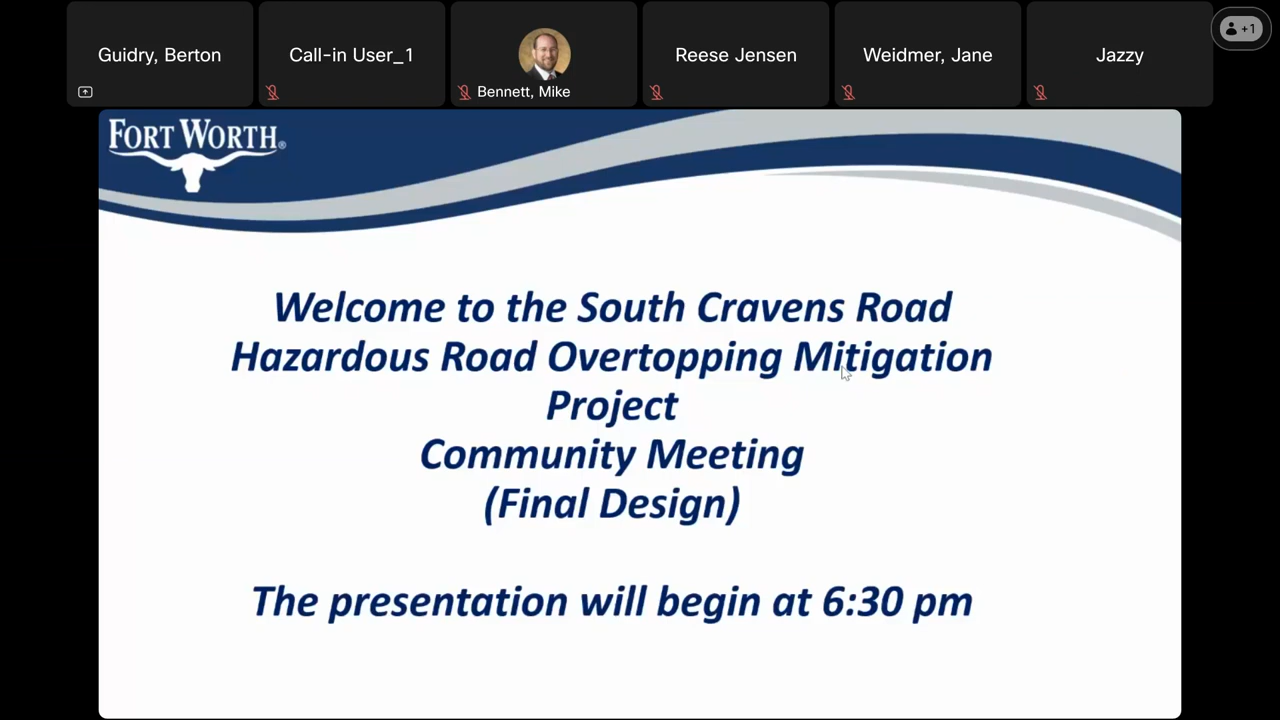 Guidry, Berton
Call-in User_1
Bennett, Mike
Reese Jensen
Weidmer, Jane
Jazzy
+1
FORT WORTH®
Welcome to the South Cravens Road
Hazardous Road Overtopping Mitigation
Project
Community Meeting
(Final Design)
The presentation will begin at 6:30 pm